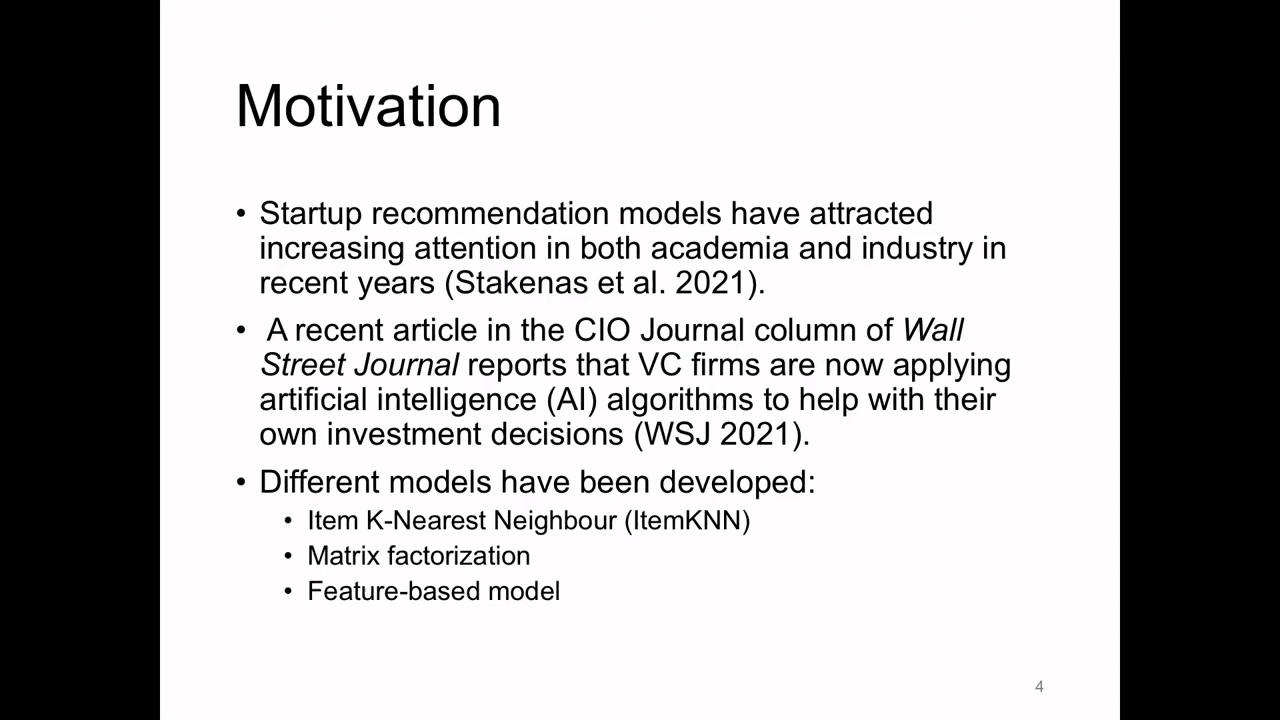 Motivation
• Startup recommendation models have attracted
increasing attention in both academia and industry in
recent years (Stakenas et al. 2021).
• A recent article in the CIO Journal column of Wall
Street Journal reports that VC firms are now applying
artificial intelligence (AI) algorithms to help with their
own investment decisions (WSJ 2021).
• Different models have been developed:
• Item K-Nearest Neighbour (ItemKNN)
• Matrix factorization
• Feature-based model
4